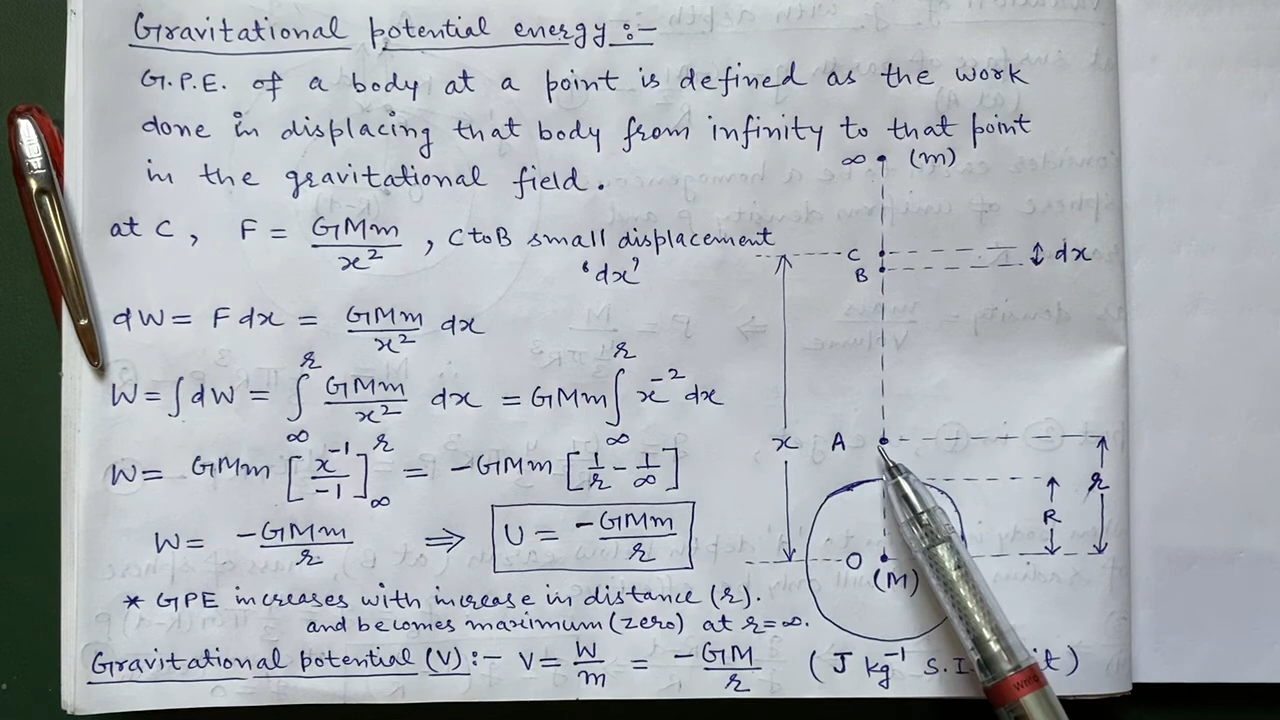 Gravitational potential energy :-
G.P.E. of a body at a point is defined as the work
done in displacing that body from infinity to that point
in the gravitational field.
∞ (m)
at C, F = GMm/x², C to B small displacement
'dx'
C
B
dx
dW = F dx = GMm/x² dx
W = ∫dW = ∫_∞^r GMm/x² dx = GMm ∫_∞^r x⁻² dx
W = GMm [x⁻¹/-1]_∞^r = -GMm [1/r - 1/∞]
x
A
r
R
W = -GMm/r ⇒ U = -GMm/r
O
(M)
* GPE increases with increase in distance (r).
and becomes maximum (zero) at r=∞.
Gravitational potential (V) :- V = W/m = -GM/r (J kg⁻¹ S.I. t)